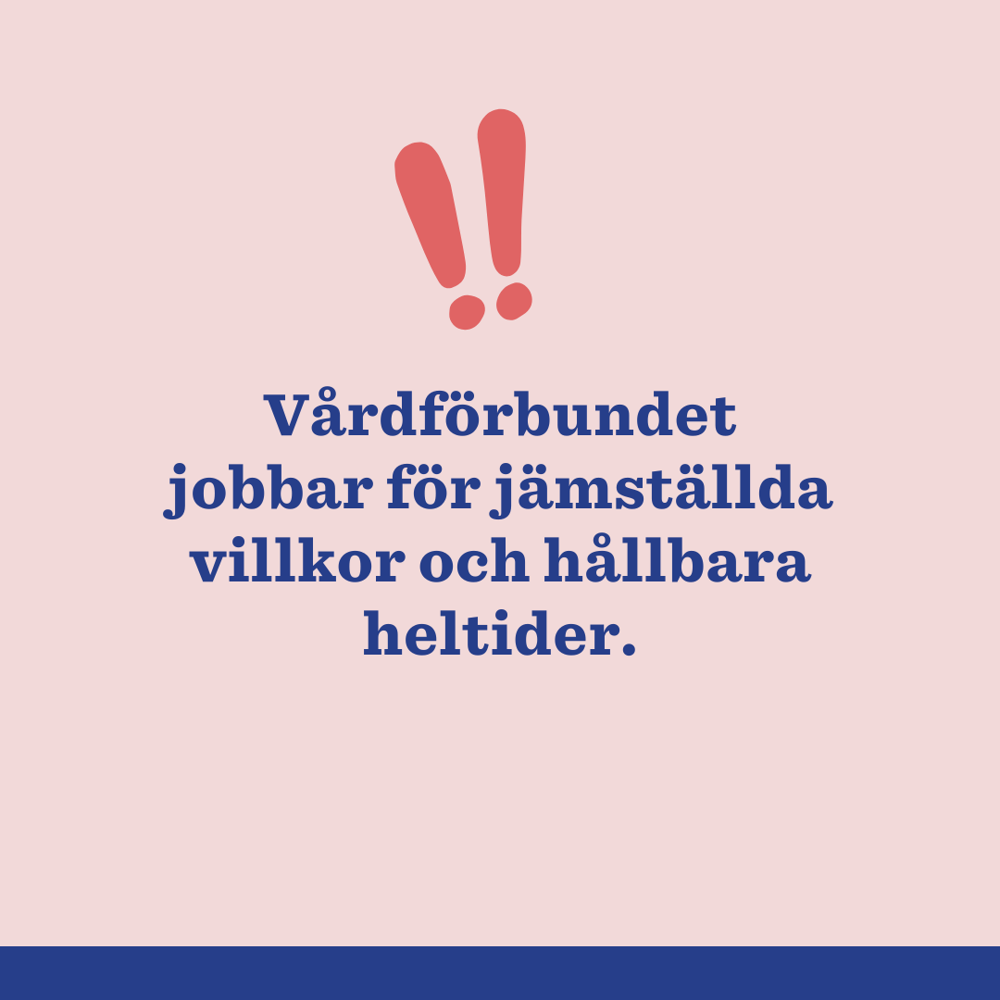 Vårdförbundet
jobbar för jämställda
villkor och hållbara
heltider.